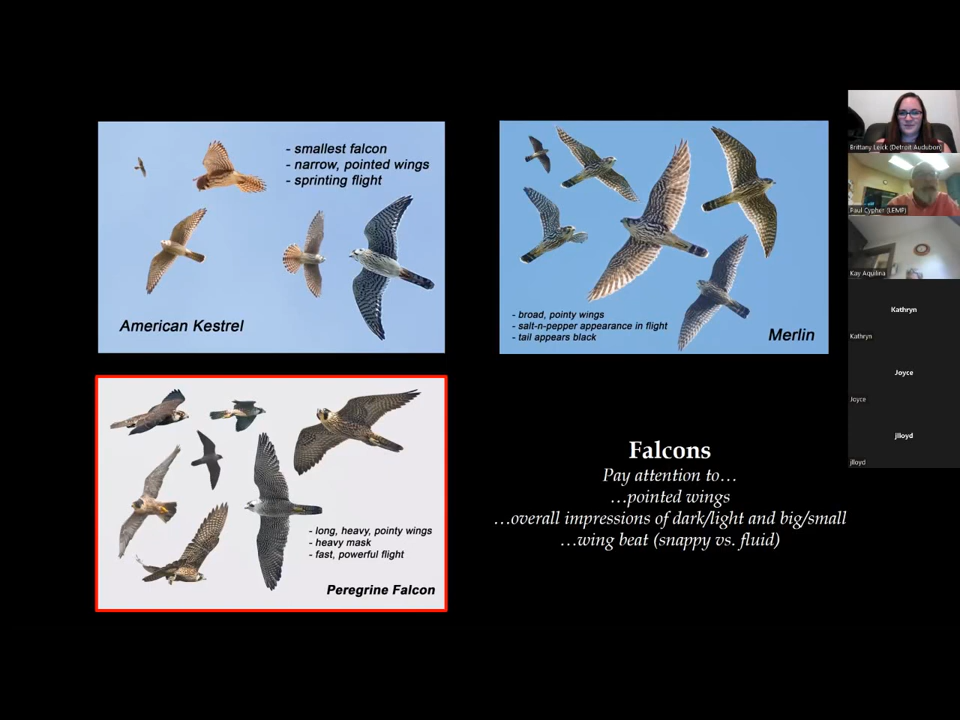 - smallest falcon
- narrow, pointed wings
- sprinting flight
American Kestrel
- broad, pointy wings
- salt-n-pepper appearance in flight
- tail appears black
Merlin
- long, heavy, pointy wings
- heavy mask
- fast, powerful flight
Peregrine Falcon
Falcons
Pay attention to…
…pointed wings
…overall impressions of dark/light and big/small
…wing beat (snappy vs. fluid)
Brittany Leick (Detroit Audubon)
Paul Cypher (LEMP)
Kay Aquilina
Kathryn
Kathryn
Joyce
Joyce
jlloyd
jlloyd